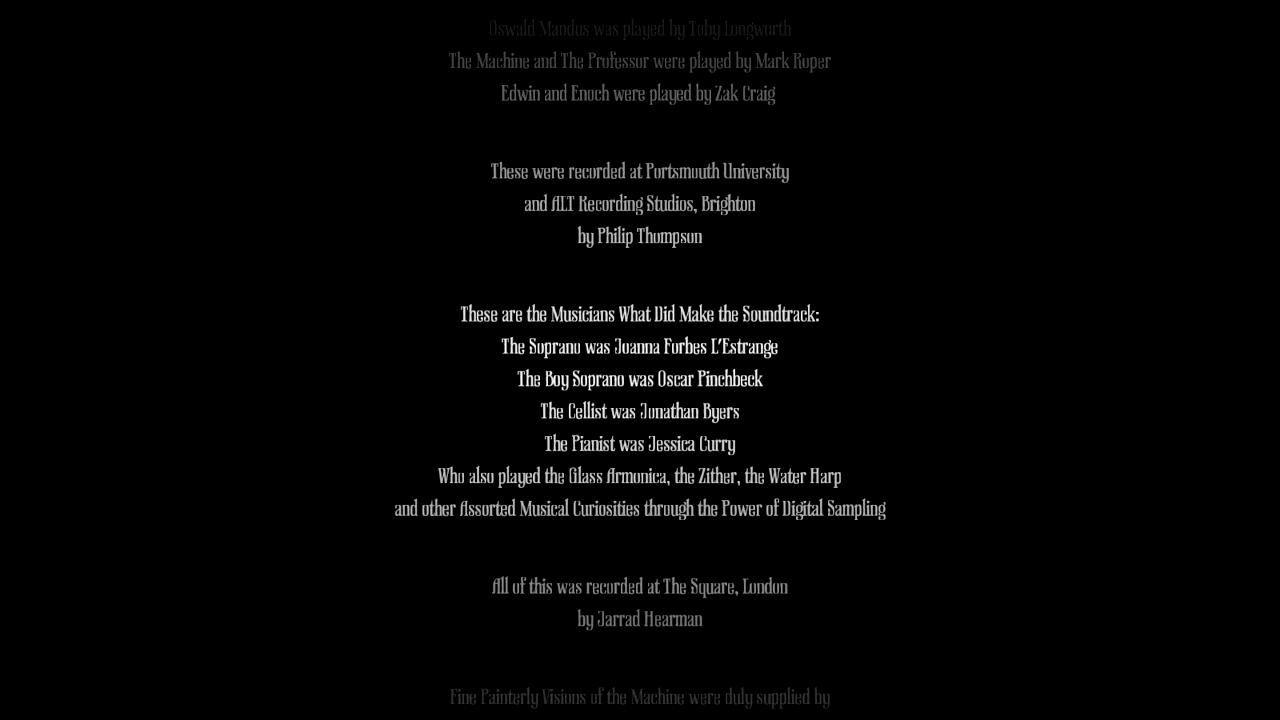 Oswald Mandus was played by Toby Longworth
The Machine and The Professor were played by Mark Roper
Edwin and Enoch were played by Zak Craig
These were recorded at Portsmouth University
and ALT Recording Studios, Brighton
by Philip Thompson
These are the Musicians What Did Make the Soundtrack:
The Soprano was Joanna Forbes L'Estrange
The Boy Soprano was Oscar Pinchbeck
The Cellist was Jonathan Byers
The Pianist was Jessica Curry
Who also played the Glass Armonica, the Zither, the Water Harp
and other Assorted Musical Curiosities through the Power of Digital Sampling
All of this was recorded at The Square, London
by Jarrad Hearman
Fine Painterly Visions of the Machine were duly supplied by